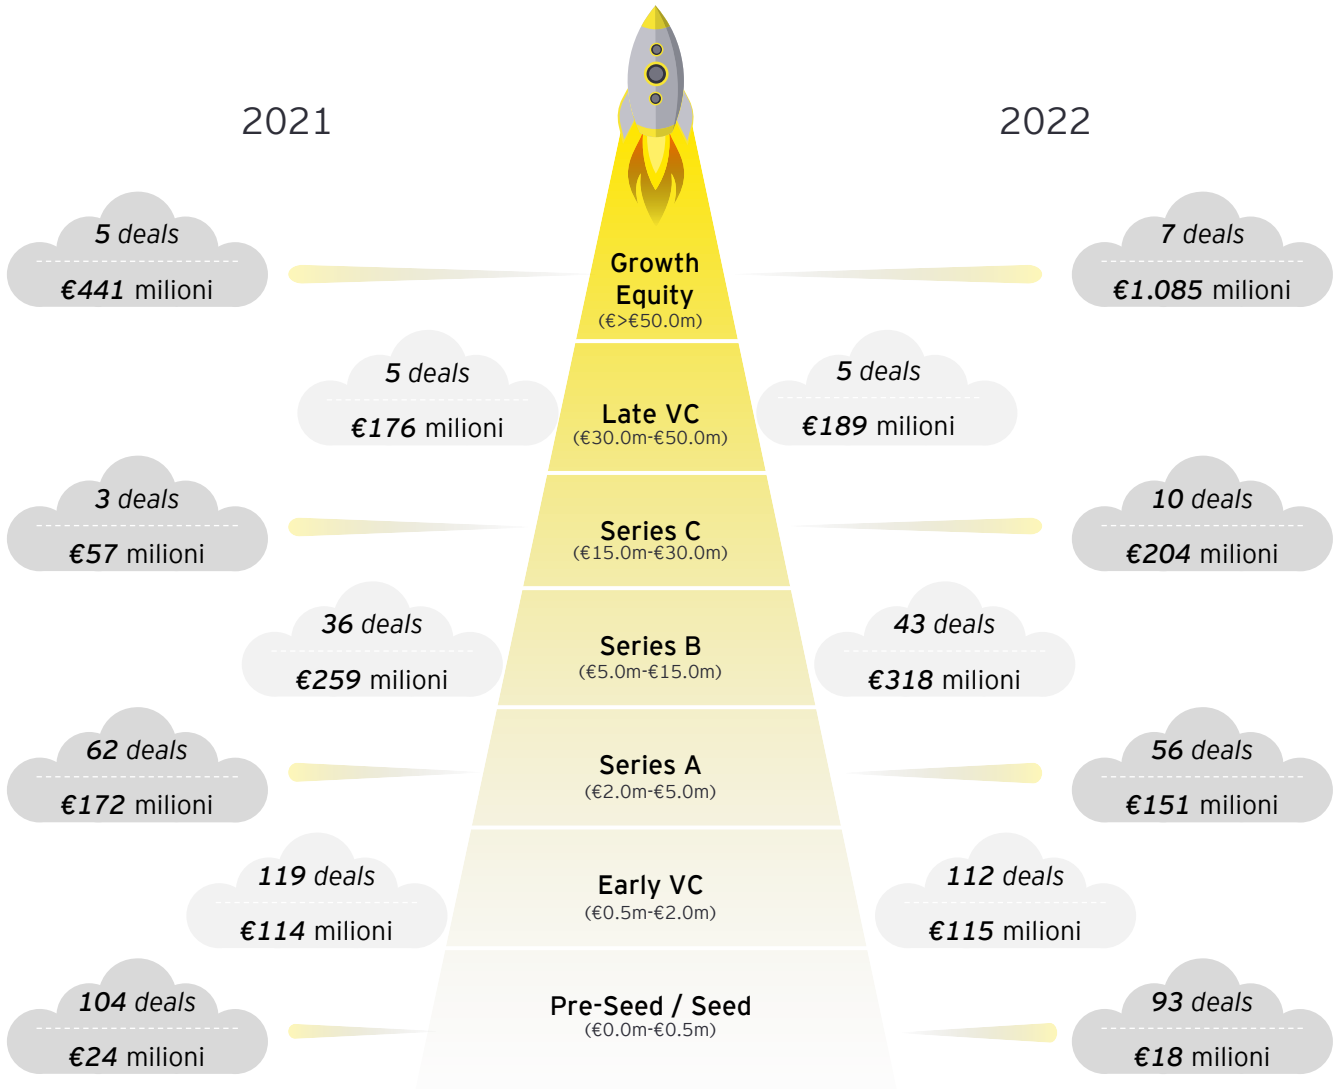 2021
2022
5 deals
€441 milioni
Growth
Equity
(€>€50.0m)
7 deals
€1.085 milioni
5 deals
€176 milioni
Late VC
(€30.0m-€50.0m)
5 deals
€189 milioni
3 deals
€57 milioni
Series C
(€15.0m-€30.0m)
10 deals
€204 milioni
36 deals
€259 milioni
Series B
(€5.0m-€15.0m)
43 deals
€318 milioni
62 deals
€172 milioni
Series A
(€2.0m-€5.0m)
56 deals
€151 milioni
119 deals
€114 milioni
Early VC
(€0.5m-€2.0m)
112 deals
€115 milioni
104 deals
€24 milioni
Pre-Seed / Seed
(€0.0m-€0.5m)
93 deals
€18 milioni